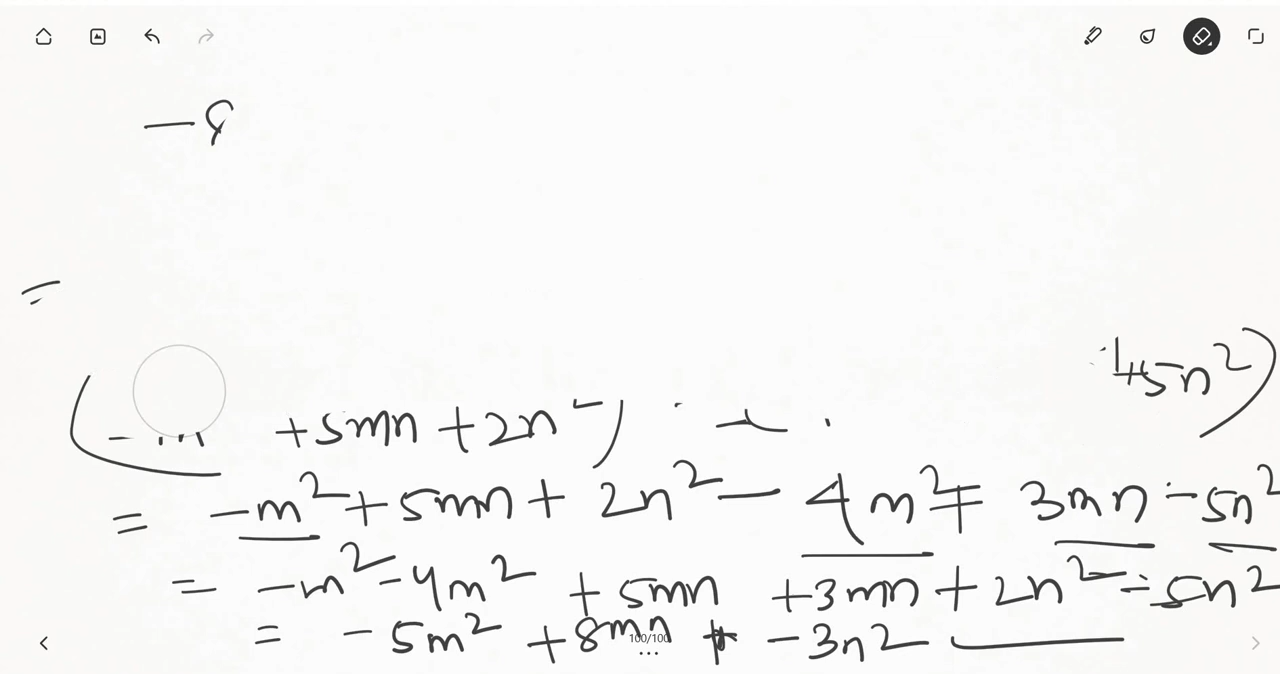 -8
=
+5n²)
(-m +5mn +2n²) -
= -m² + 5mn + 2n² - 4m² + 3mn - 5n²
= -m² - 4m² + 5mn + 3mn + 2n² - 5n²
= -5m² + 8mn + -3n²
100/100